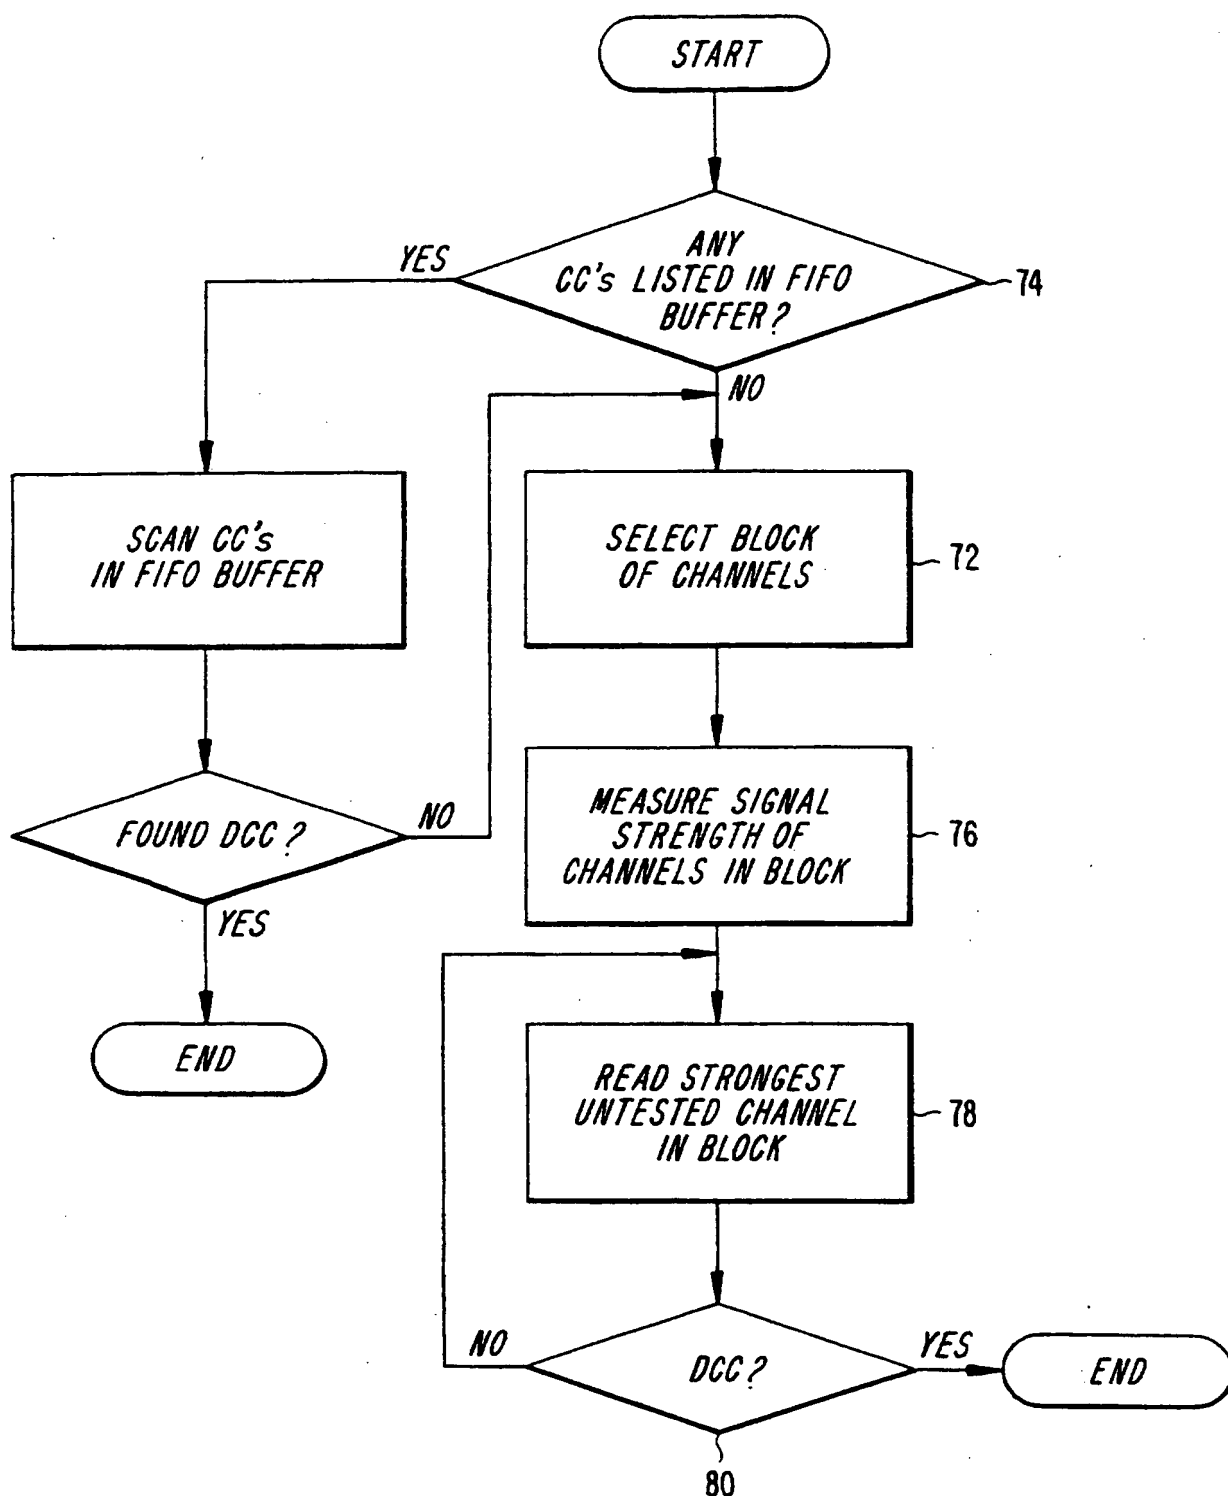 START
ANY
CC's LISTED IN FIFO
BUFFER?
74
YES
NO
SCAN CC's
IN FIFO BUFFER
SELECT BLOCK
OF CHANNELS
72
MEASURE SIGNAL
STRENGTH OF
CHANNELS IN BLOCK
76
FOUND DCC?
NO
YES
END
READ STRONGEST
UNTESTED CHANNEL
IN BLOCK
78
NO
DCC?
YES
END
80